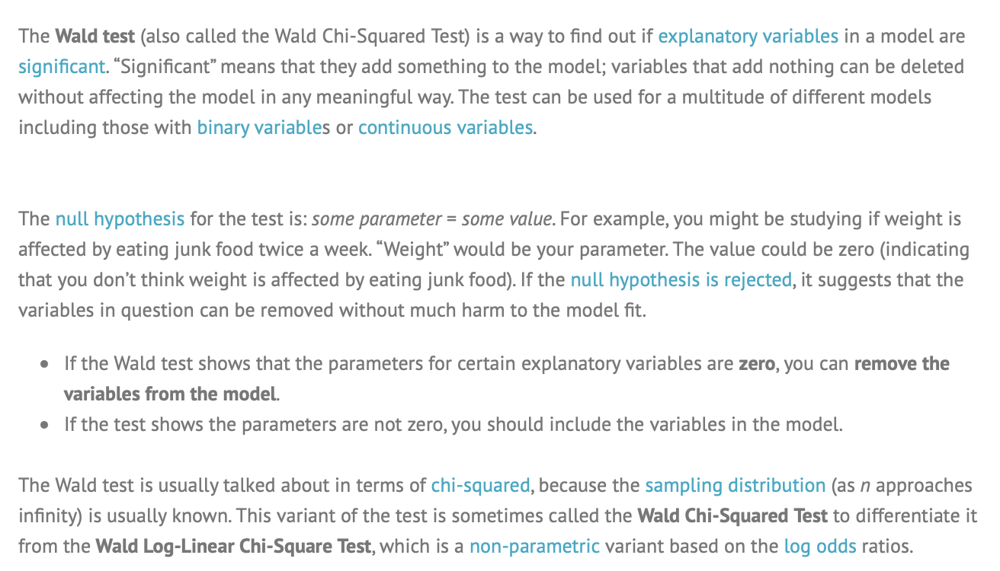 The Wald test (also called the Wald Chi-Squared Test) is a way to find out if explanatory variables in a model are
significant. “Significant” means that they add something to the model; variables that add nothing can be deleted
without affecting the model in any meaningful way. The test can be used for a multitude of different models
including those with binary variables or continuous variables.
The null hypothesis for the test is: some parameter = some value. For example, you might be studying if weight is
affected by eating junk food twice a week. “Weight” would be your parameter. The value could be zero (indicating
that you don’t think weight is affected by eating junk food). If the null hypothesis is rejected, it suggests that the
variables in question can be removed without much harm to the model fit.
• If the Wald test shows that the parameters for certain explanatory variables are zero, you can remove the
variables from the model.
• If the test shows the parameters are not zero, you should include the variables in the model.
The Wald test is usually talked about in terms of chi-squared, because the sampling distribution (as n approaches
infinity) is usually known. This variant of the test is sometimes called the Wald Chi-Squared Test to differentiate it
from the Wald Log-Linear Chi-Square Test, which is a non-parametric variant based on the log odds ratios.